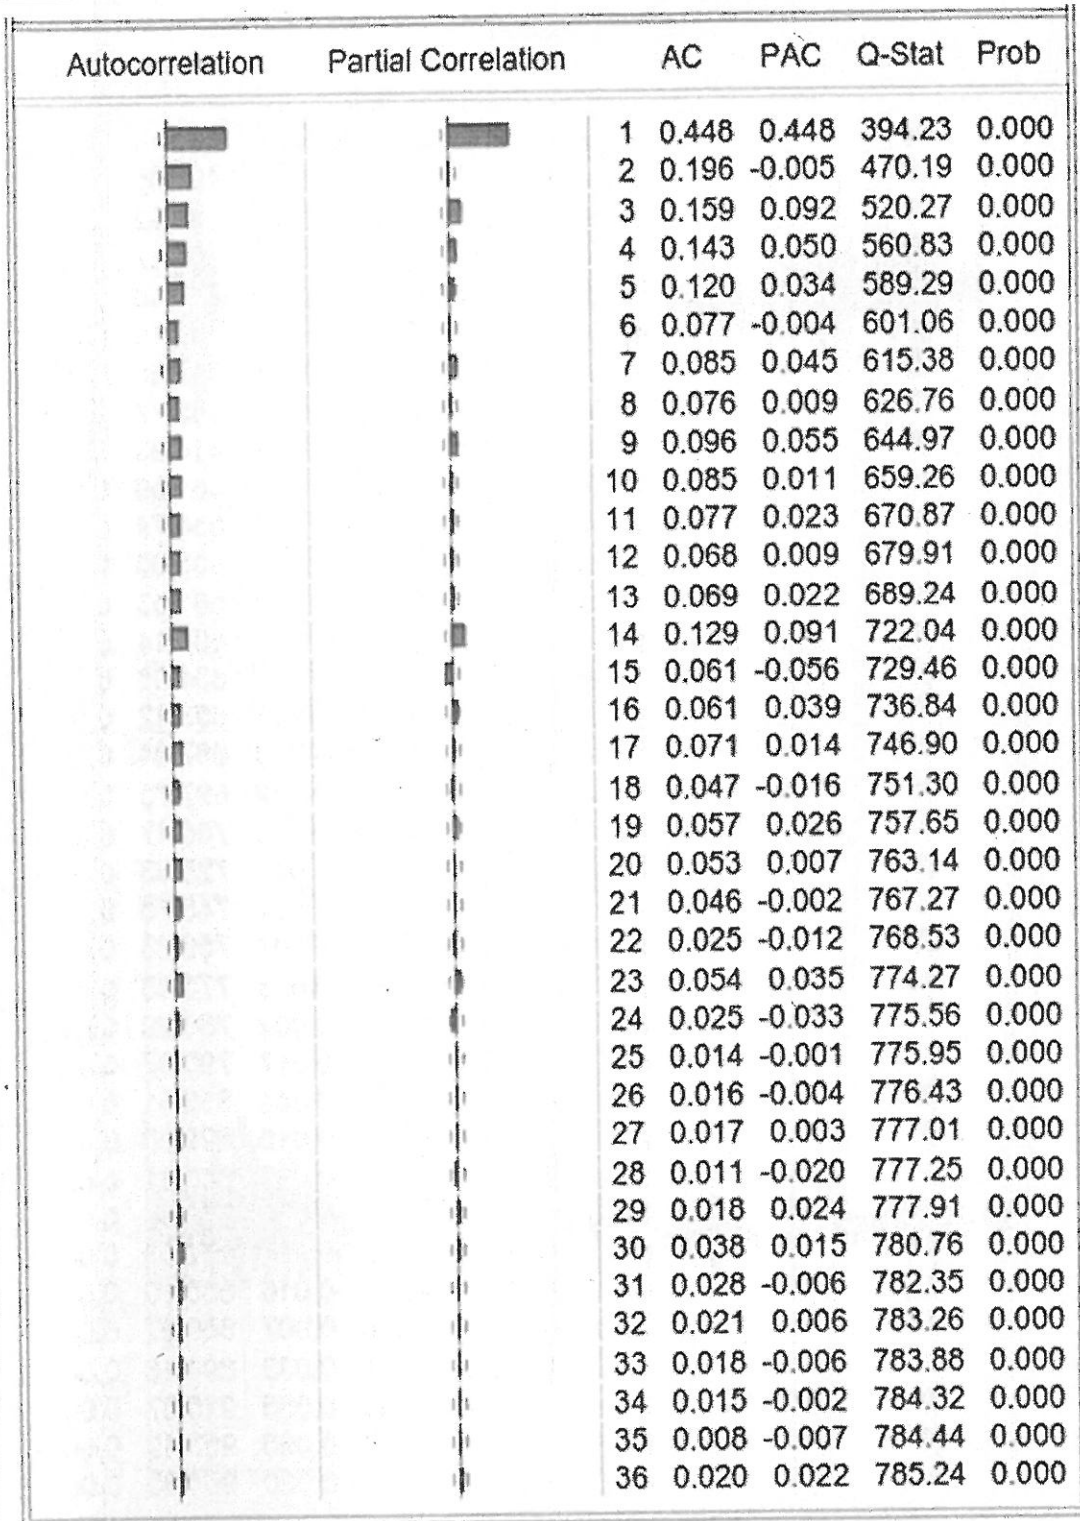 Autocorrelation Partial Correlation AC PAC Q-Stat Prob
1 0.448 0.448 394.23 0.000
2 0.196 -0.005 470.19 0.000
3 0.159 0.092 520.27 0.000
4 0.143 0.050 560.83 0.000
5 0.120 0.034 589.29 0.000
6 0.077 -0.004 601.06 0.000
7 0.085 0.045 615.38 0.000
8 0.076 0.009 626.76 0.000
9 0.096 0.055 644.97 0.000
10 0.085 0.011 659.26 0.000
11 0.077 0.023 670.87 0.000
12 0.068 0.009 679.91 0.000
13 0.069 0.022 689.24 0.000
14 0.129 0.091 722.04 0.000
15 0.061 -0.056 729.46 0.000
16 0.061 0.039 736.84 0.000
17 0.071 0.014 746.90 0.000
18 0.047 -0.016 751.30 0.000
19 0.057 0.026 757.65 0.000
20 0.053 0.007 763.14 0.000
21 0.046 -0.002 767.27 0.000
22 0.025 -0.012 768.53 0.000
23 0.054 0.035 774.27 0.000
24 0.025 -0.033 775.56 0.000
25 0.014 -0.001 775.95 0.000
26 0.016 -0.004 776.43 0.000
27 0.017 0.003 777.01 0.000
28 0.011 -0.020 777.25 0.000
29 0.018 0.024 777.91 0.000
30 0.038 0.015 780.76 0.000
31 0.028 -0.006 782.35 0.000
32 0.021 0.006 783.26 0.000
33 0.018 -0.006 783.88 0.000
34 0.015 -0.002 784.32 0.000
35 0.008 -0.007 784.44 0.000
36 0.020 0.022 785.24 0.000